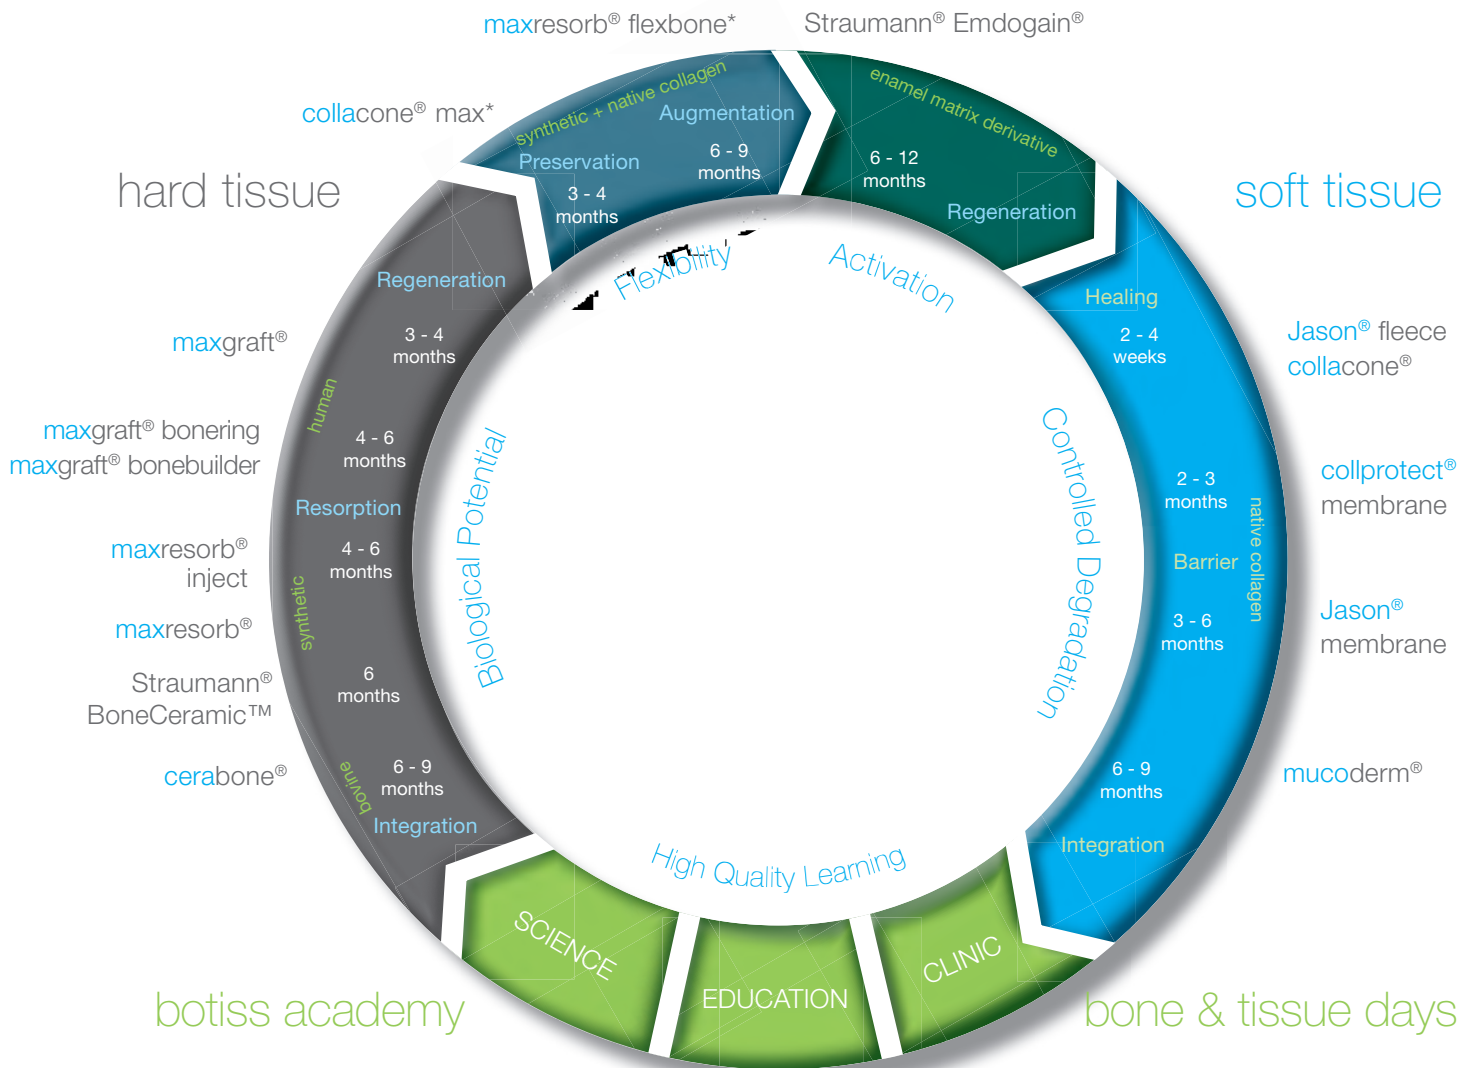 maxresorb® flexbone*
Straumann® Emdogain®
collacone® max*
synthetic + native collagen
Augmentation
Preservation
6 - 9
months
3 - 4
months
enamel matrix derivative
6 - 12
months
Regeneration
hard tissue
soft tissue
Flexibility
Activation
Regeneration
3 - 4
months
maxgraft®
human
maxgraft® bonering
maxgraft® bonebuilder
4 - 6
months
Resorption
4 - 6
months
maxresorb®
inject
synthetic
maxresorb®
Straumann®
BoneCeramic™
6
months
cerabone®
bovine
6 - 9
months
Integration
Biological Potential
Controlled Degradation
Healing
2 - 4
weeks
Jason® fleece
collacone®
2 - 3
months
collprotect®
membrane
native collagen
Barrier
3 - 6
months
Jason®
membrane
6 - 9
months
mucoderm®
Integration
High Quality Learning
SCIENCE
EDUCATION
CLINIC
botiss academy
bone & tissue days